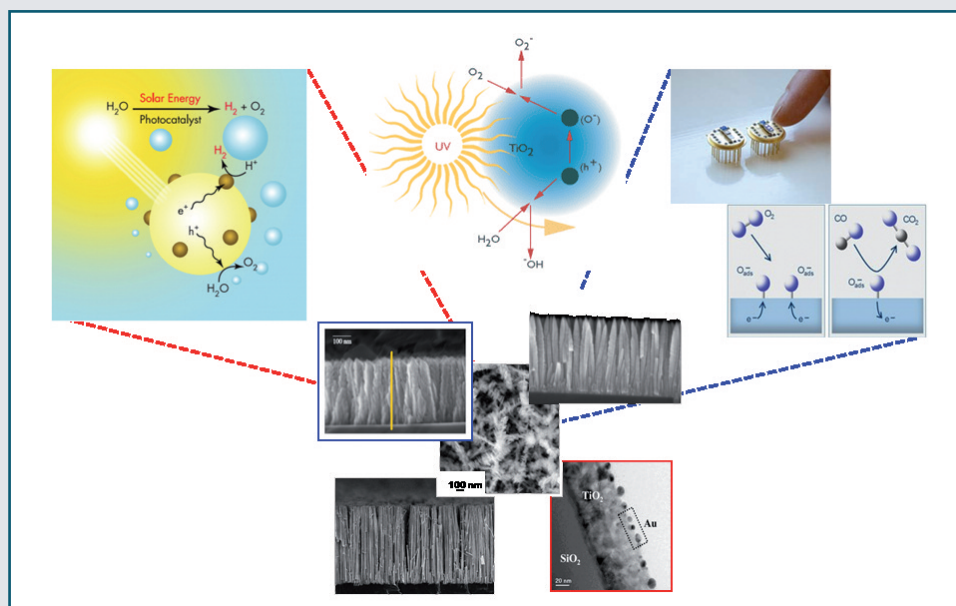 Solar Energy
H₂O
H₂ + O₂
Photocatalyst
H₂
H⁺
e⁺
h⁺
O₂
H₂O
O₂⁻
O₂
UV
TiO₂
(O⁻)
(h⁺)
H₂O
⁻OH
O₂
O⁻ads
O⁻ads
e⁻
e⁻
CO
CO₂
O⁻ads
e⁻
100 nm
100 nm
TiO₂
Au
SiO₂
20 nm